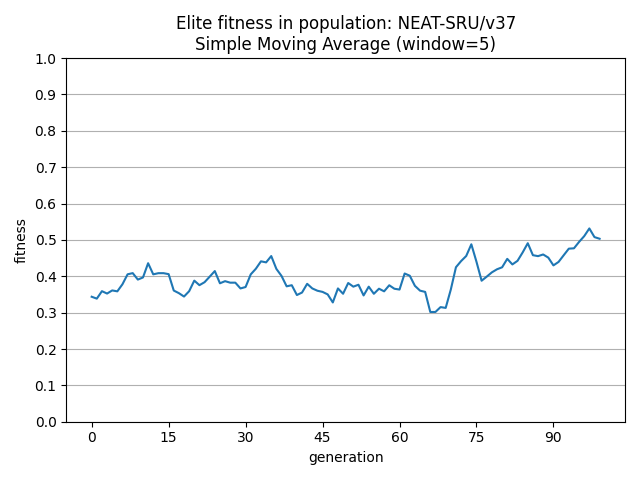 Elite fitness in population: NEAT-SRU/v37
Simple Moving Average (window=5)
1.0
0.9
0.8
0.7
0.6
fitness
0.5
0.4
0.3
0.2
0.1
0.0
0 15 30 45 60 75 90
generation